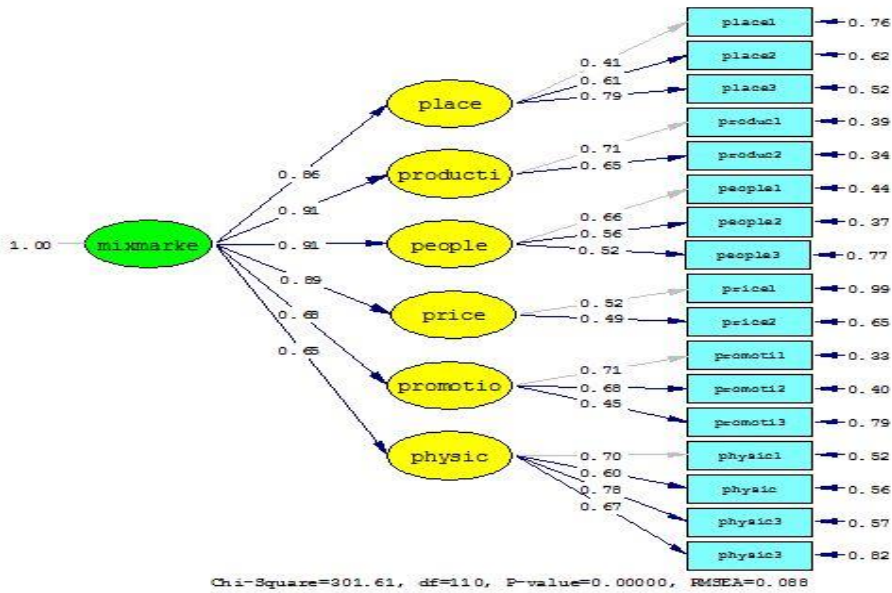 place1
0.76
0.41
place2
0.62
0.61
place
place3
0.52
0.79
produc1
0.39
0.71
producti
produc2
0.34
0.65
0.86
people1
0.44
0.66
0.91
people2
0.37
0.56
1.00
mixmarke
0.91
people
people3
0.77
0.52
0.89
price1
0.99
0.52
price
price2
0.65
0.49
0.68
promoti1
0.33
0.71
0.65
promotio
promoti2
0.40
0.68
promoti3
0.79
0.45
physic
physic1
0.52
0.70
physic
0.56
0.60
physic3
0.57
0.78
physic3
0.82
0.67
Chi-Square=301.61, df=110, P-value=0.00000, RMSEA=0.088